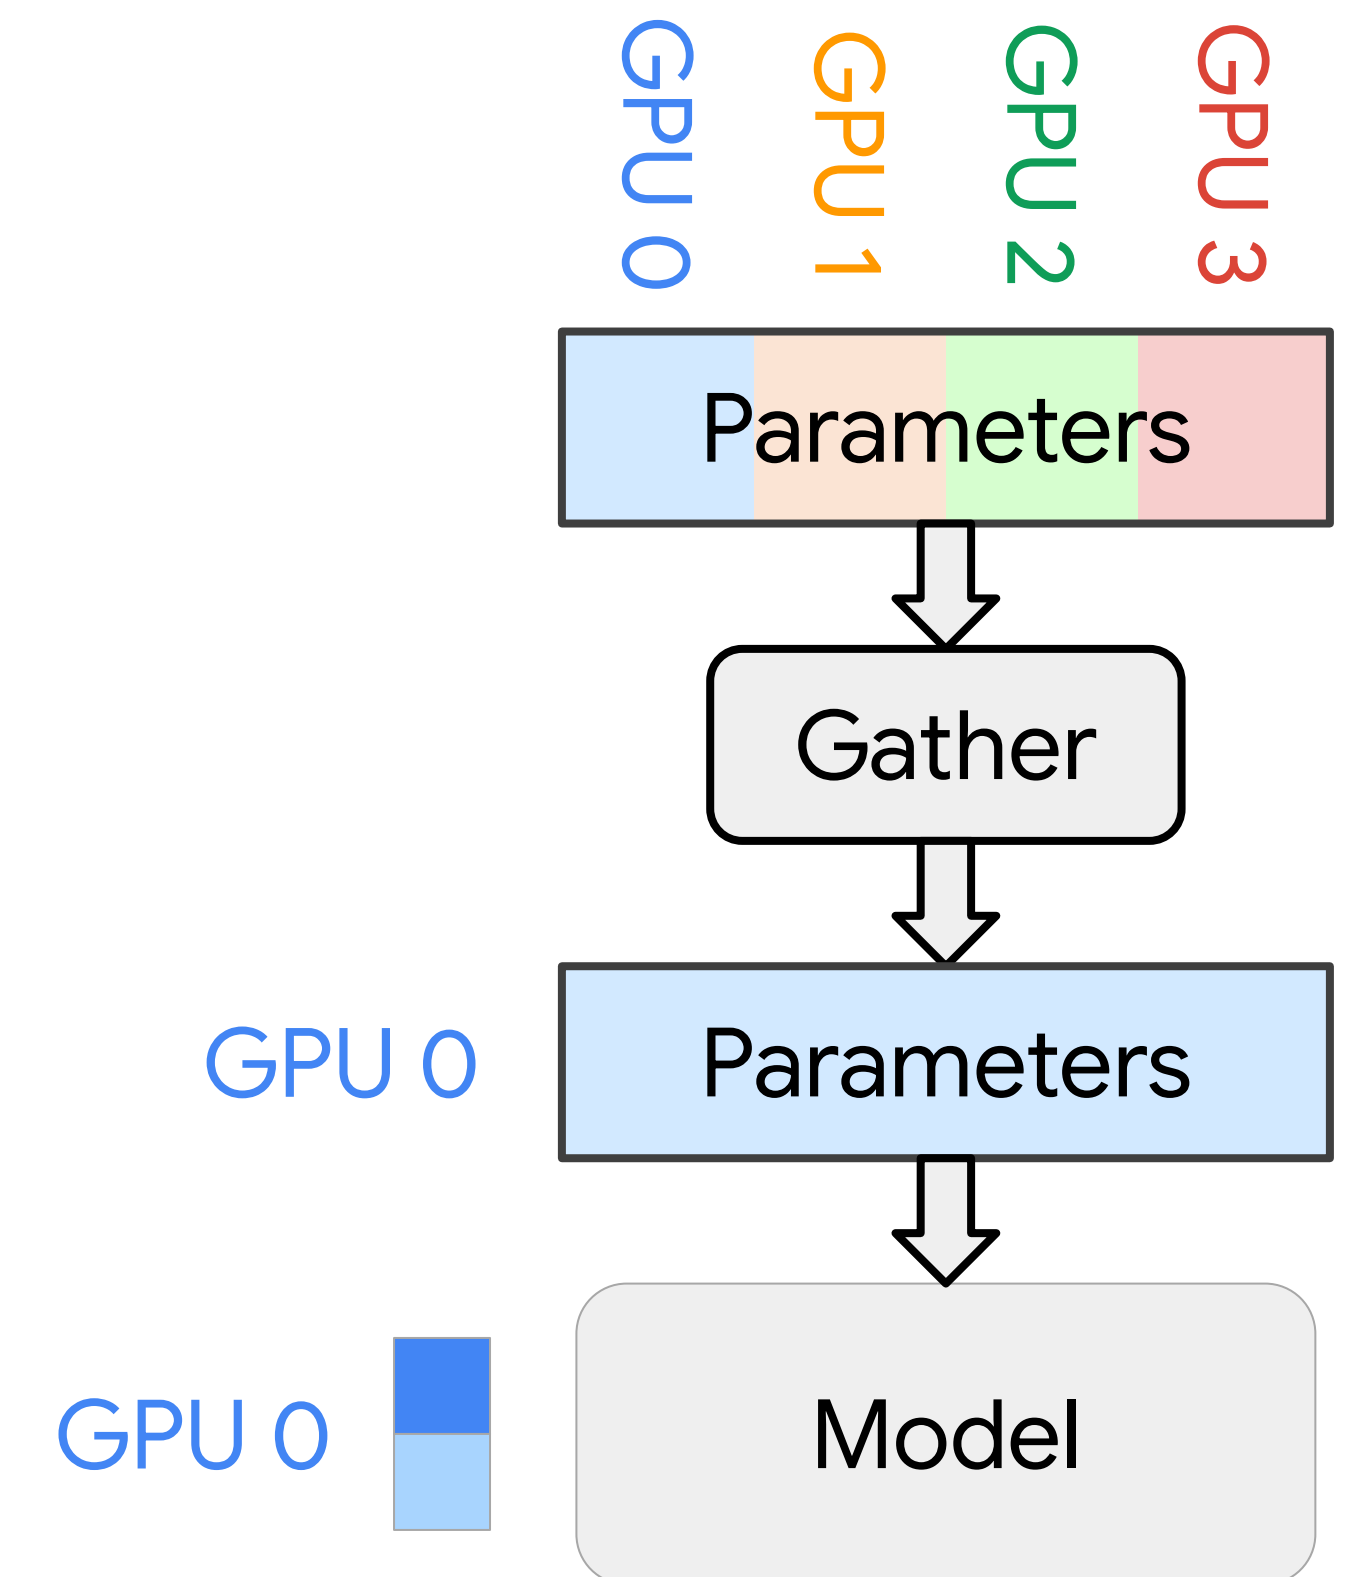 GPU 0
GPU 1
GPU 2
GPU 3
Parameters
Gather
GPU 0
Parameters
GPU 0
Model